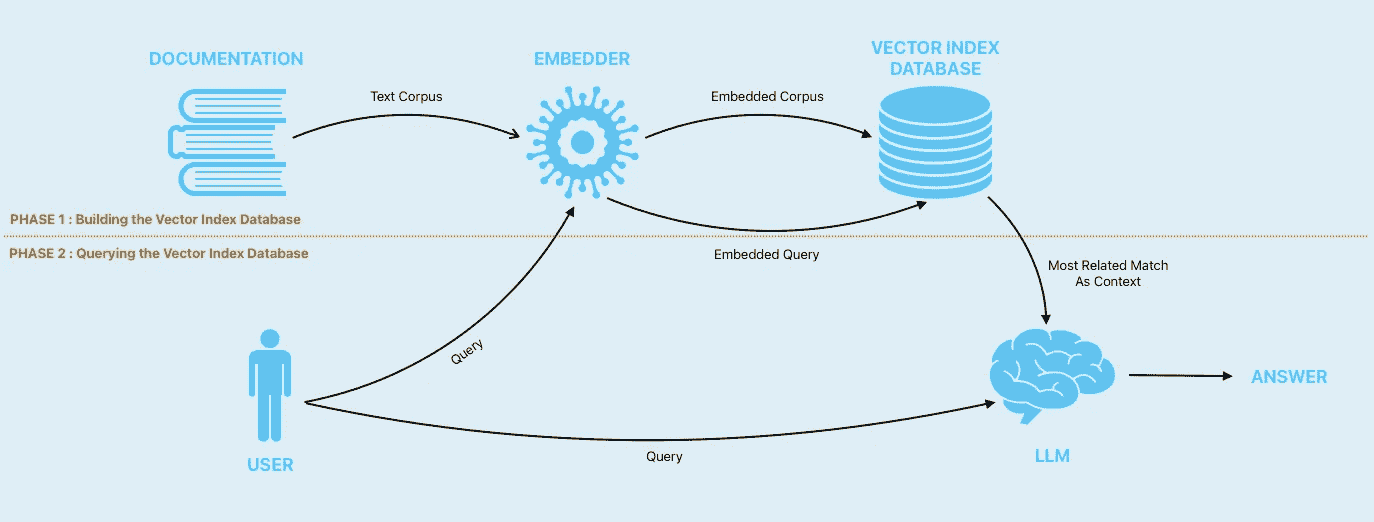 DOCUMENTATION
EMBEDDER
VECTOR INDEX
DATABASE
Text Corpus
Embedded Corpus
PHASE 1 : Building the Vector Index Database
PHASE 2 : Querying the Vector Index Database
Embedded Query
Most Related Match
As Context
Query
ANSWER
Query
USER
LLM